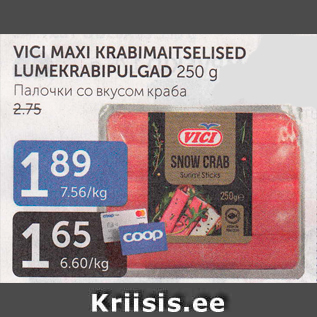 VICI MAXI KRABIMAITSELISED
LUMEKRABIPULGAD 250 g
Палочки со вкусом краба
2.75
1 89
7.56/kg
1 65
6.60/kg
coop
VICI
SNOW CRAB
Surimi Sticks
250g e
Kriisis.ee